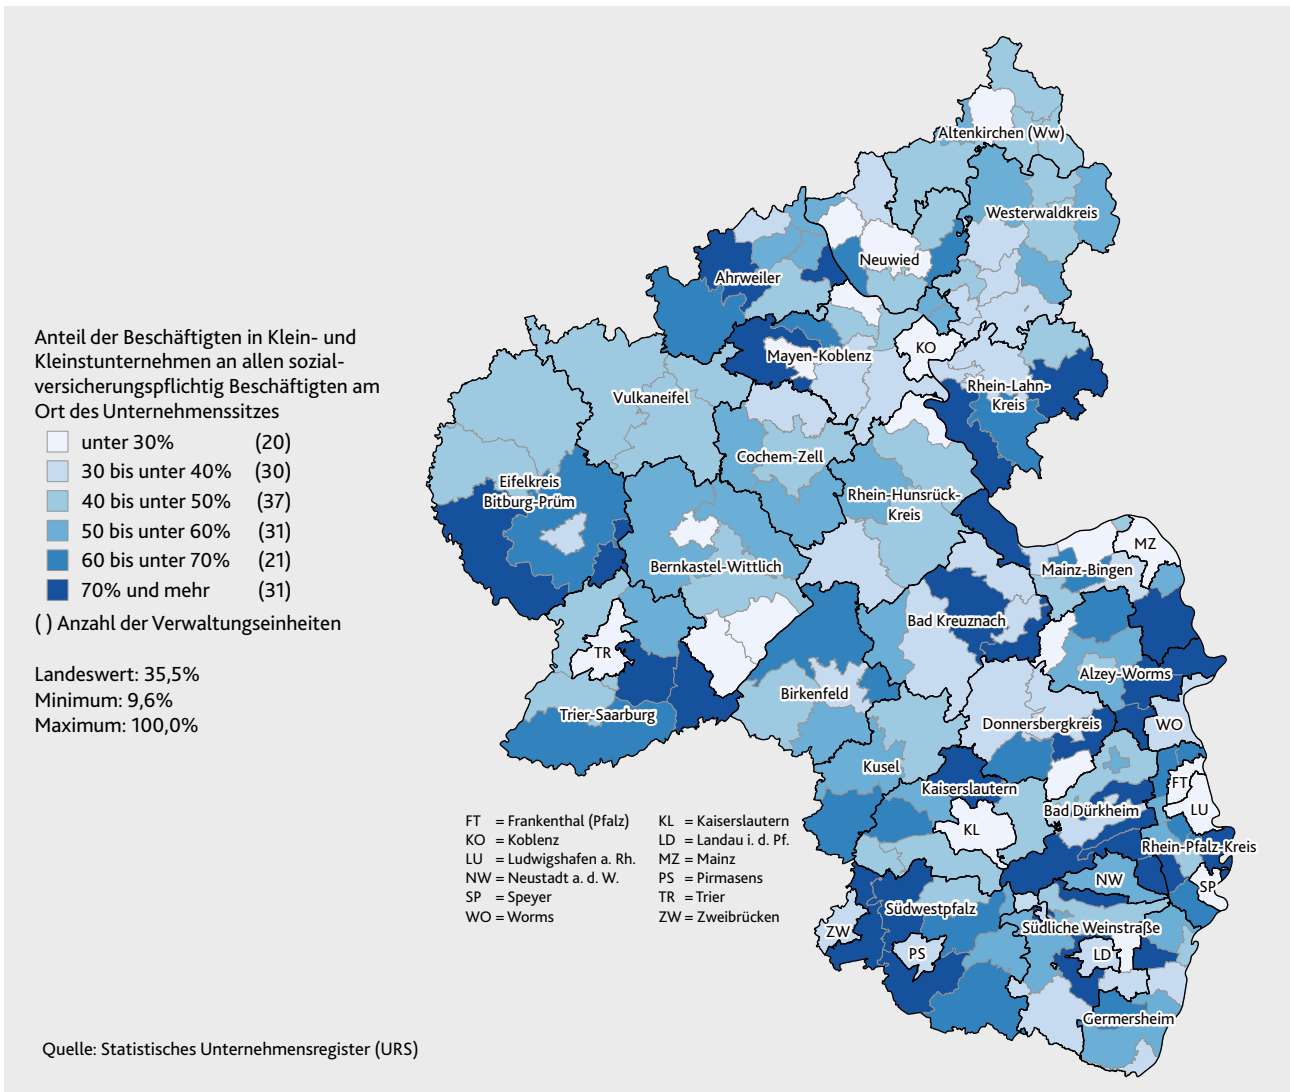 Altenkirchen (Ww)
Westerwaldkreis
Neuwied
Ahrweiler
Mayen-Koblenz
KO
Rhein-Lahn-
Kreis
Vulkaneifel
Cochem-Zell
Eifelkreis
Bitburg-Prüm
Rhein-Hunsrück-
Kreis
Bernkastel-Wittlich
MZ
Mainz-Bingen
Bad Kreuznach
TR
Alzey-Worms
Trier-Saarburg
Birkenfeld
Donnersbergkreis
WO
Kusel
Kaiserslautern
FT
Bad Dürkheim
LU
KL
Rhein-Pfalz-Kreis
NW
SP
Südwestpfalz
Südliche Weinstraße
ZW
PS
LD
Germersheim
Anteil der Beschäftigten in Klein- und
Kleinstunternehmen an allen sozial-
versicherungspflichtig Beschäftigten am
Ort des Unternehmenssitzes
unter 30% (20)
30 bis unter 40% (30)
40 bis unter 50% (37)
50 bis unter 60% (31)
60 bis unter 70% (21)
70% und mehr (31)
( ) Anzahl der Verwaltungseinheiten
Landeswert: 35,5%
Minimum: 9,6%
Maximum: 100,0%
FT = Frankenthal (Pfalz) KL = Kaiserslautern
KO = Koblenz LD = Landau i. d. Pf.
LU = Ludwigshafen a. Rh. MZ = Mainz
NW = Neustadt a. d. W. PS = Pirmasens
SP = Speyer TR = Trier
WO = Worms ZW = Zweibrücken
Quelle: Statistisches Unternehmensregister (URS)